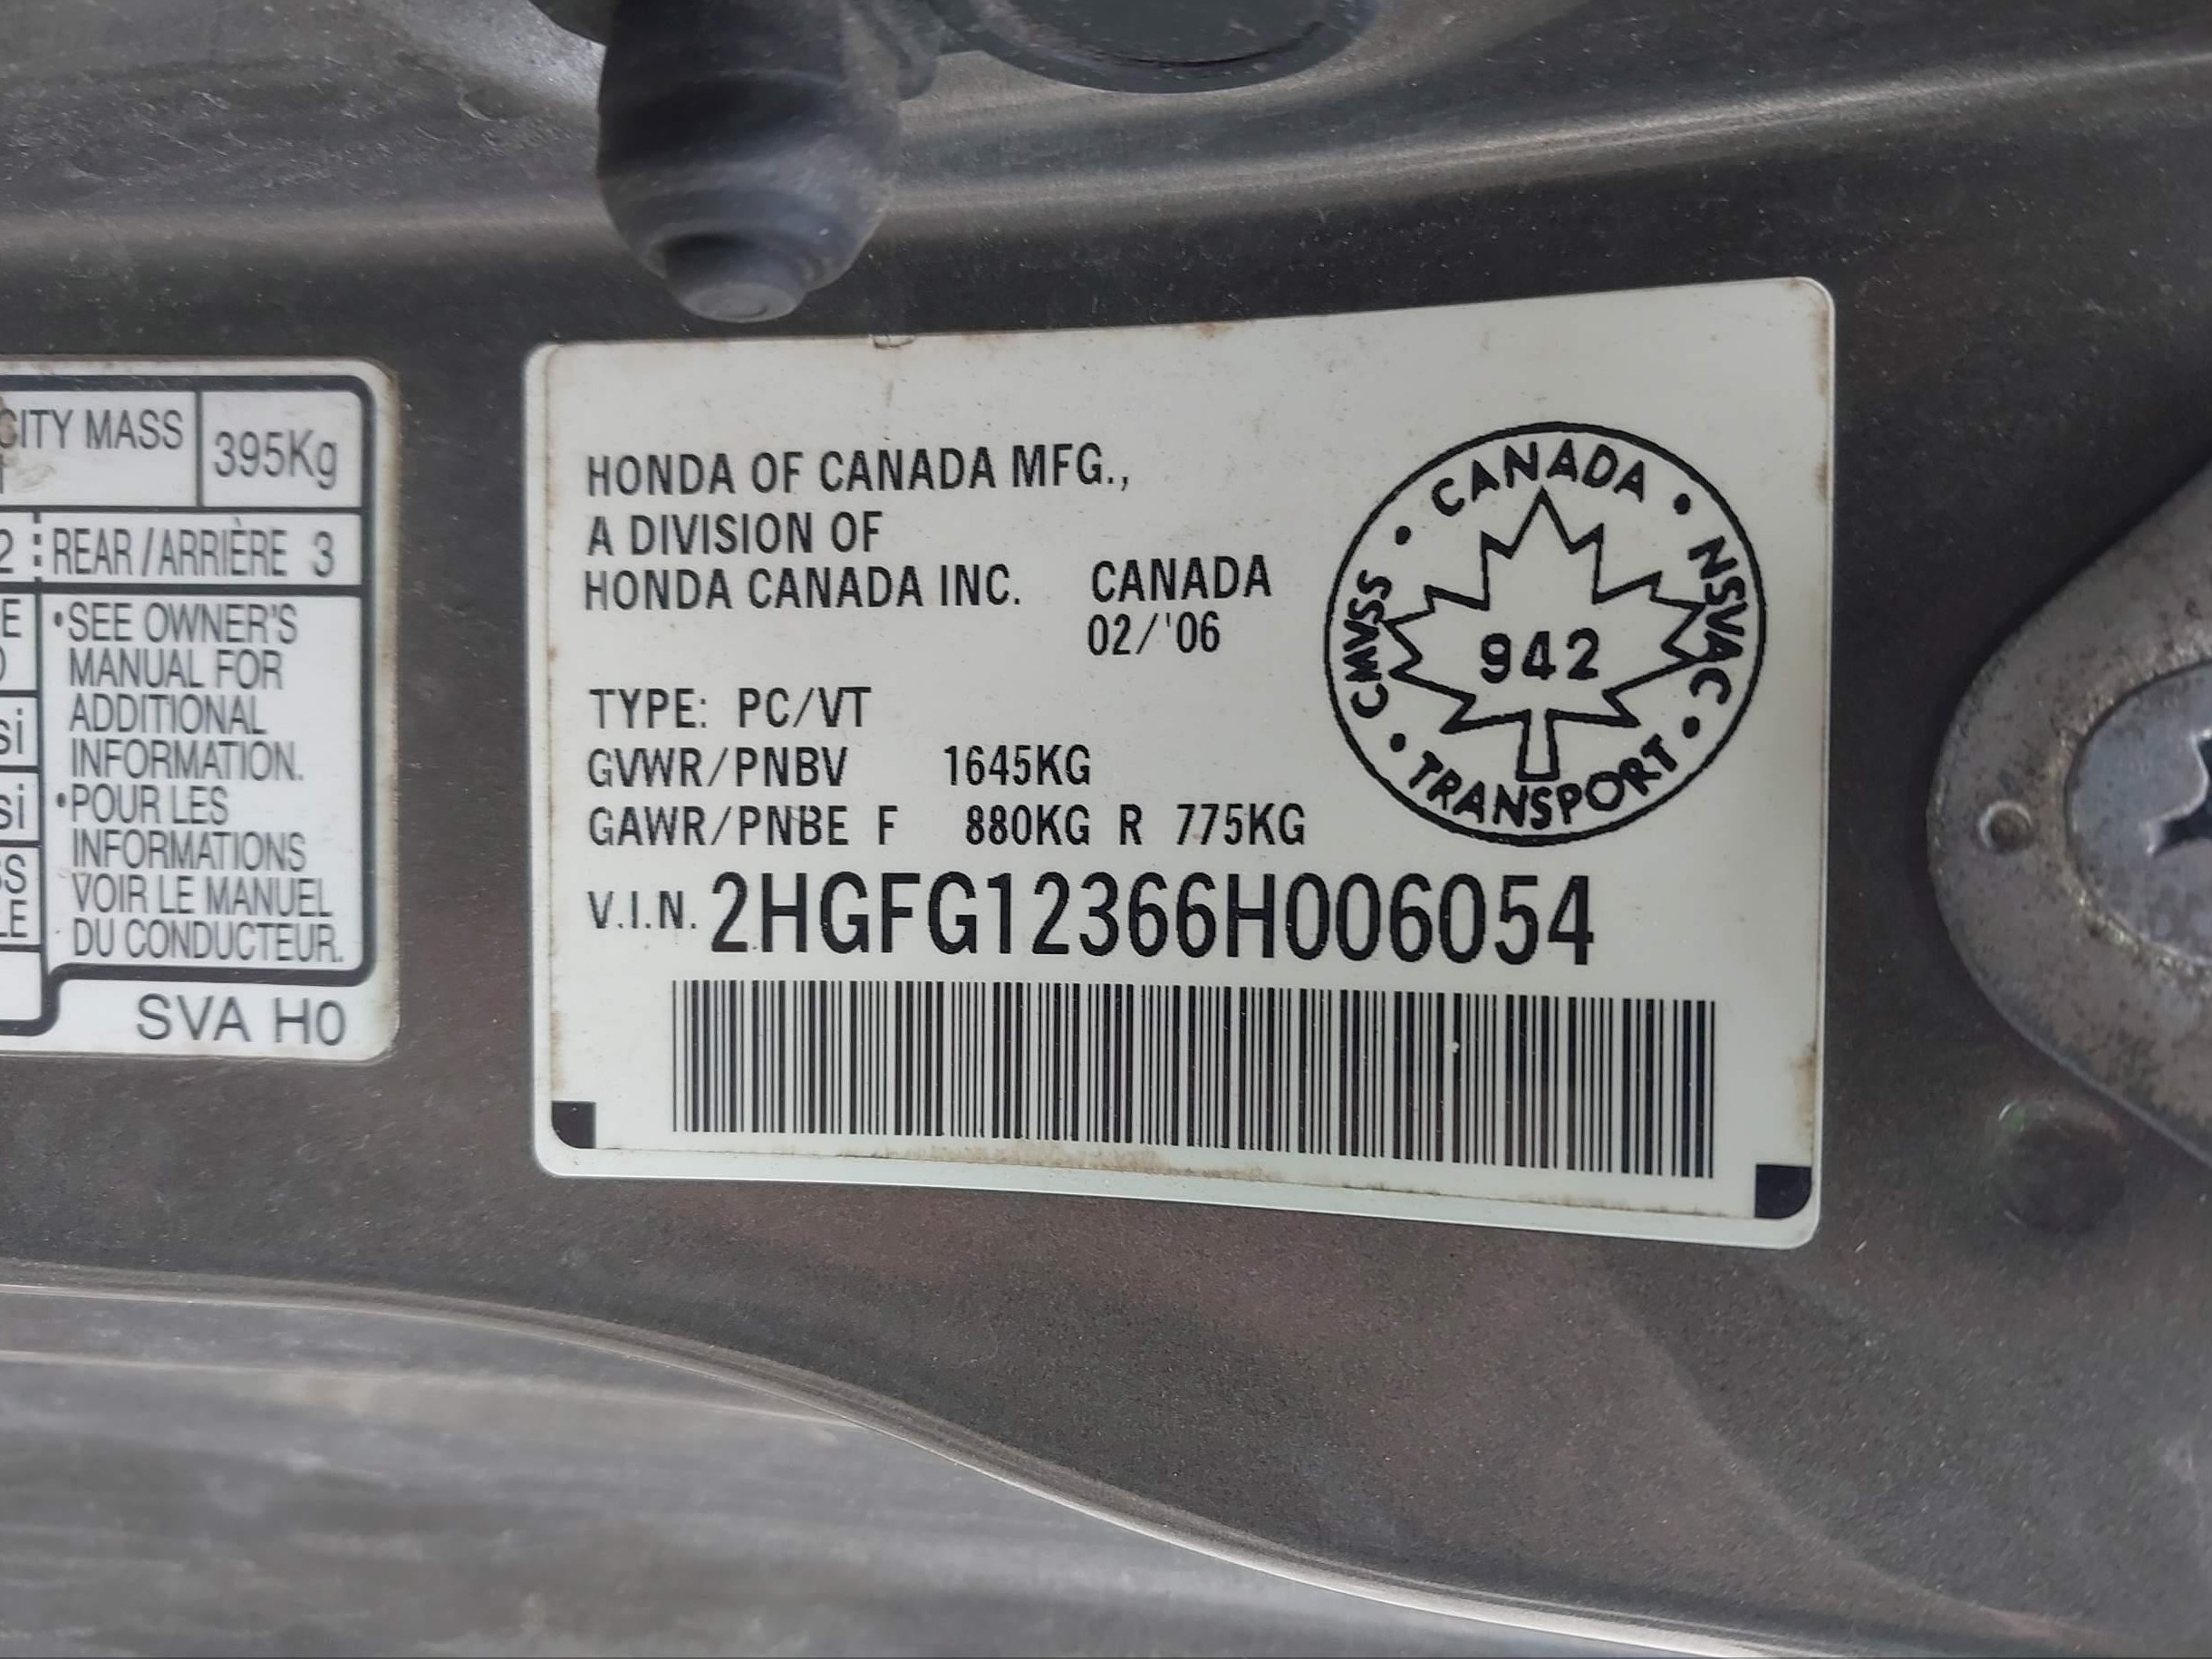 CITY MASS 395Kg
2 REAR/ARRIÈRE 3
•SEE OWNER'S
MANUAL FOR
ADDITIONAL
INFORMATION.
•POUR LES
INFORMATIONS
VOIR LE MANUEL
DU CONDUCTEUR.
SVA H0
HONDA OF CANADA MFG.,
A DIVISION OF
HONDA CANADA INC. CANADA
02/'06
TYPE: PC/VT
GVWR/PNBV 1645KG
GAWR/PNBE F 880KG R 775KG
V.I.N. 2HGFG12366H006054
CANADA • NSVAC • TRANSPORT • CMVSS •
942